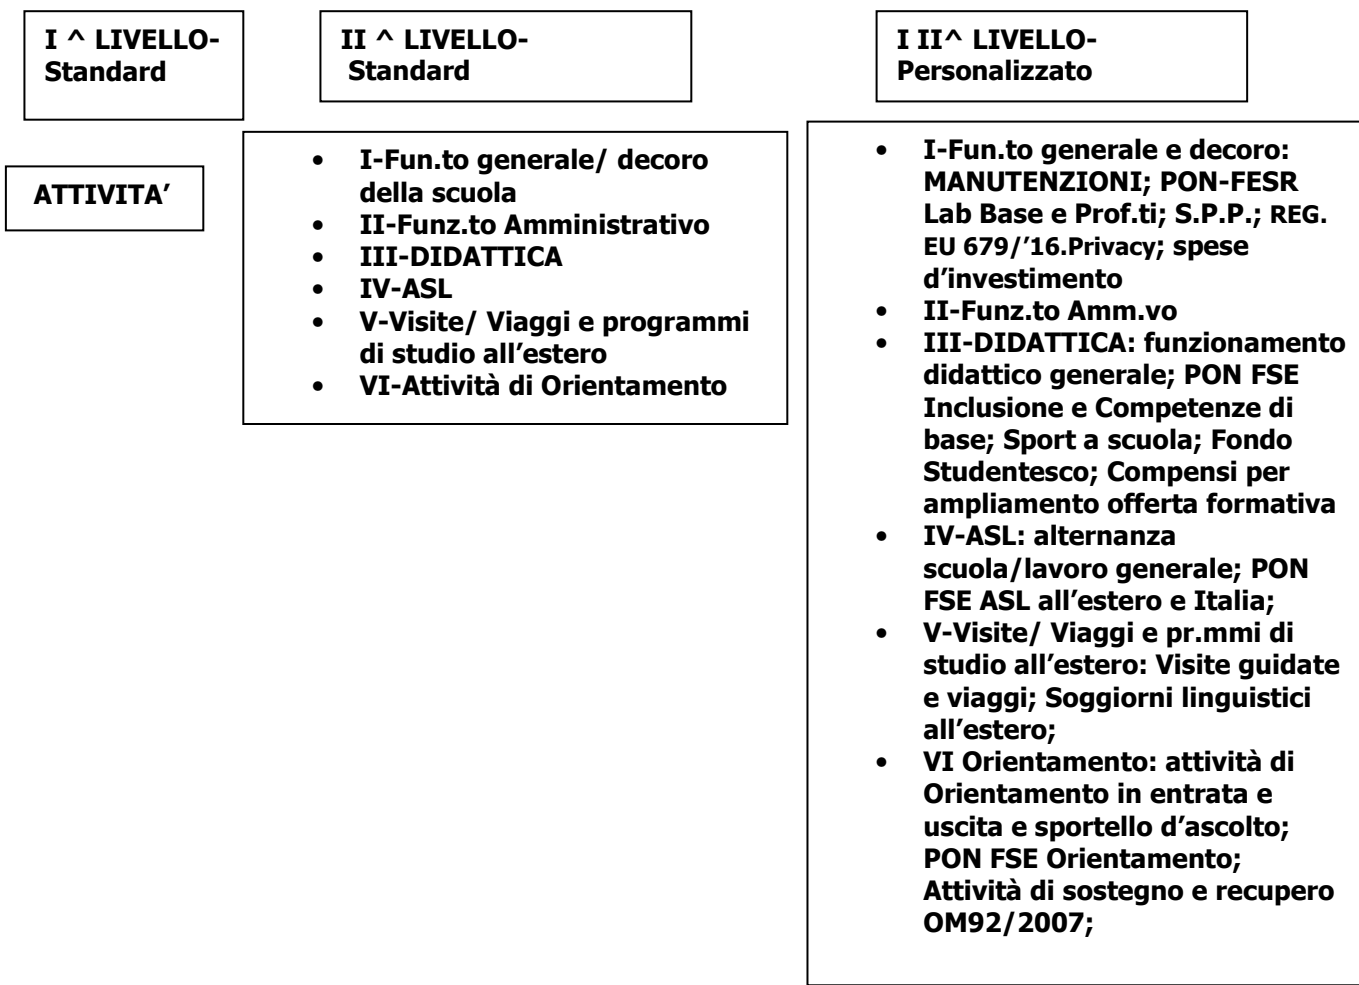 I ^ LIVELLO-
Standard
II ^ LIVELLO-
Standard
I II^ LIVELLO-
Personalizzato
ATTIVITA’
• I-Fun.to generale/ decoro
della scuola
• II-Funz.to Amministrativo
• III-DIDATTICA
• IV-ASL
• V-Visite/ Viaggi e programmi
di studio all’estero
• VI-Attività di Orientamento
• I-Fun.to generale e decoro:
MANUTENZIONI; PON-FESR
Lab Base e Prof.ti; S.P.P.; REG.
EU 679/’16.Privacy; spese
d’investimento
• II-Funz.to Amm.vo
• III-DIDATTICA: funzionamento
didattico generale; PON FSE
Inclusione e Competenze di
base; Sport a scuola; Fondo
Studentesco; Compensi per
ampliamento offerta formativa
• IV-ASL: alternanza
scuola/lavoro generale; PON
FSE ASL all’estero e Italia;
• V-Visite/ Viaggi e pr.mmi di
studio all’estero: Visite guidate
e viaggi; Soggiorni linguistici
all’estero;
• VI Orientamento: attività di
Orientamento in entrata e
uscita e sportello d’ascolto;
PON FSE Orientamento;
Attività di sostegno e recupero
OM92/2007;